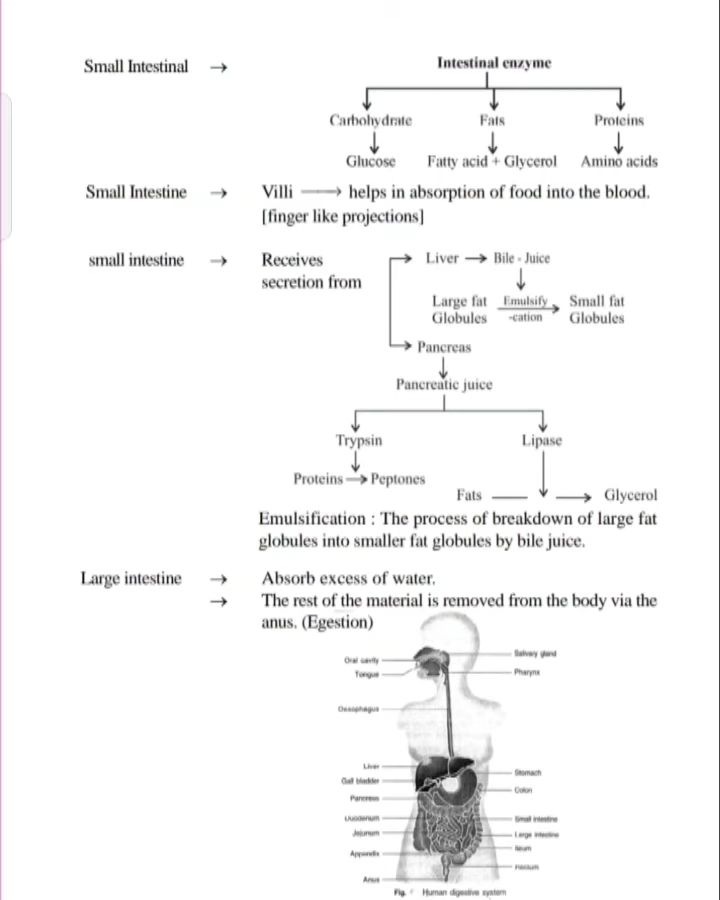 Small Intestinal → Intestinal enzyme
Carbohydrate Fats Proteins
Glucose Fatty acid + Glycerol Amino acids
Small Intestine → Villi → helps in absorption of food into the blood.
[finger like projections]
small intestine → Receives → Liver → Bile - Juice
secretion from
Large fat Emulsify Small fat
Globules -cation Globules
→ Pancreas
Pancreatic juice
Trypsin Lipase
Proteins → Peptones
Fats → Glycerol
Emulsification : The process of breakdown of large fat
globules into smaller fat globules by bile juice.
Large intestine → Absorb excess of water.
→ The rest of the material is removed from the body via the
anus. (Egestion)
Oral cavity Salivary gland
Tongue Pharynx
Oesophagus
Liver Stomach
Gall bladder Colon
Pancreas
Duodenum Small intestine
Jejunum Large intestine
Ileum
Appendix
Rectum
Anus
Fig. Human digestive system